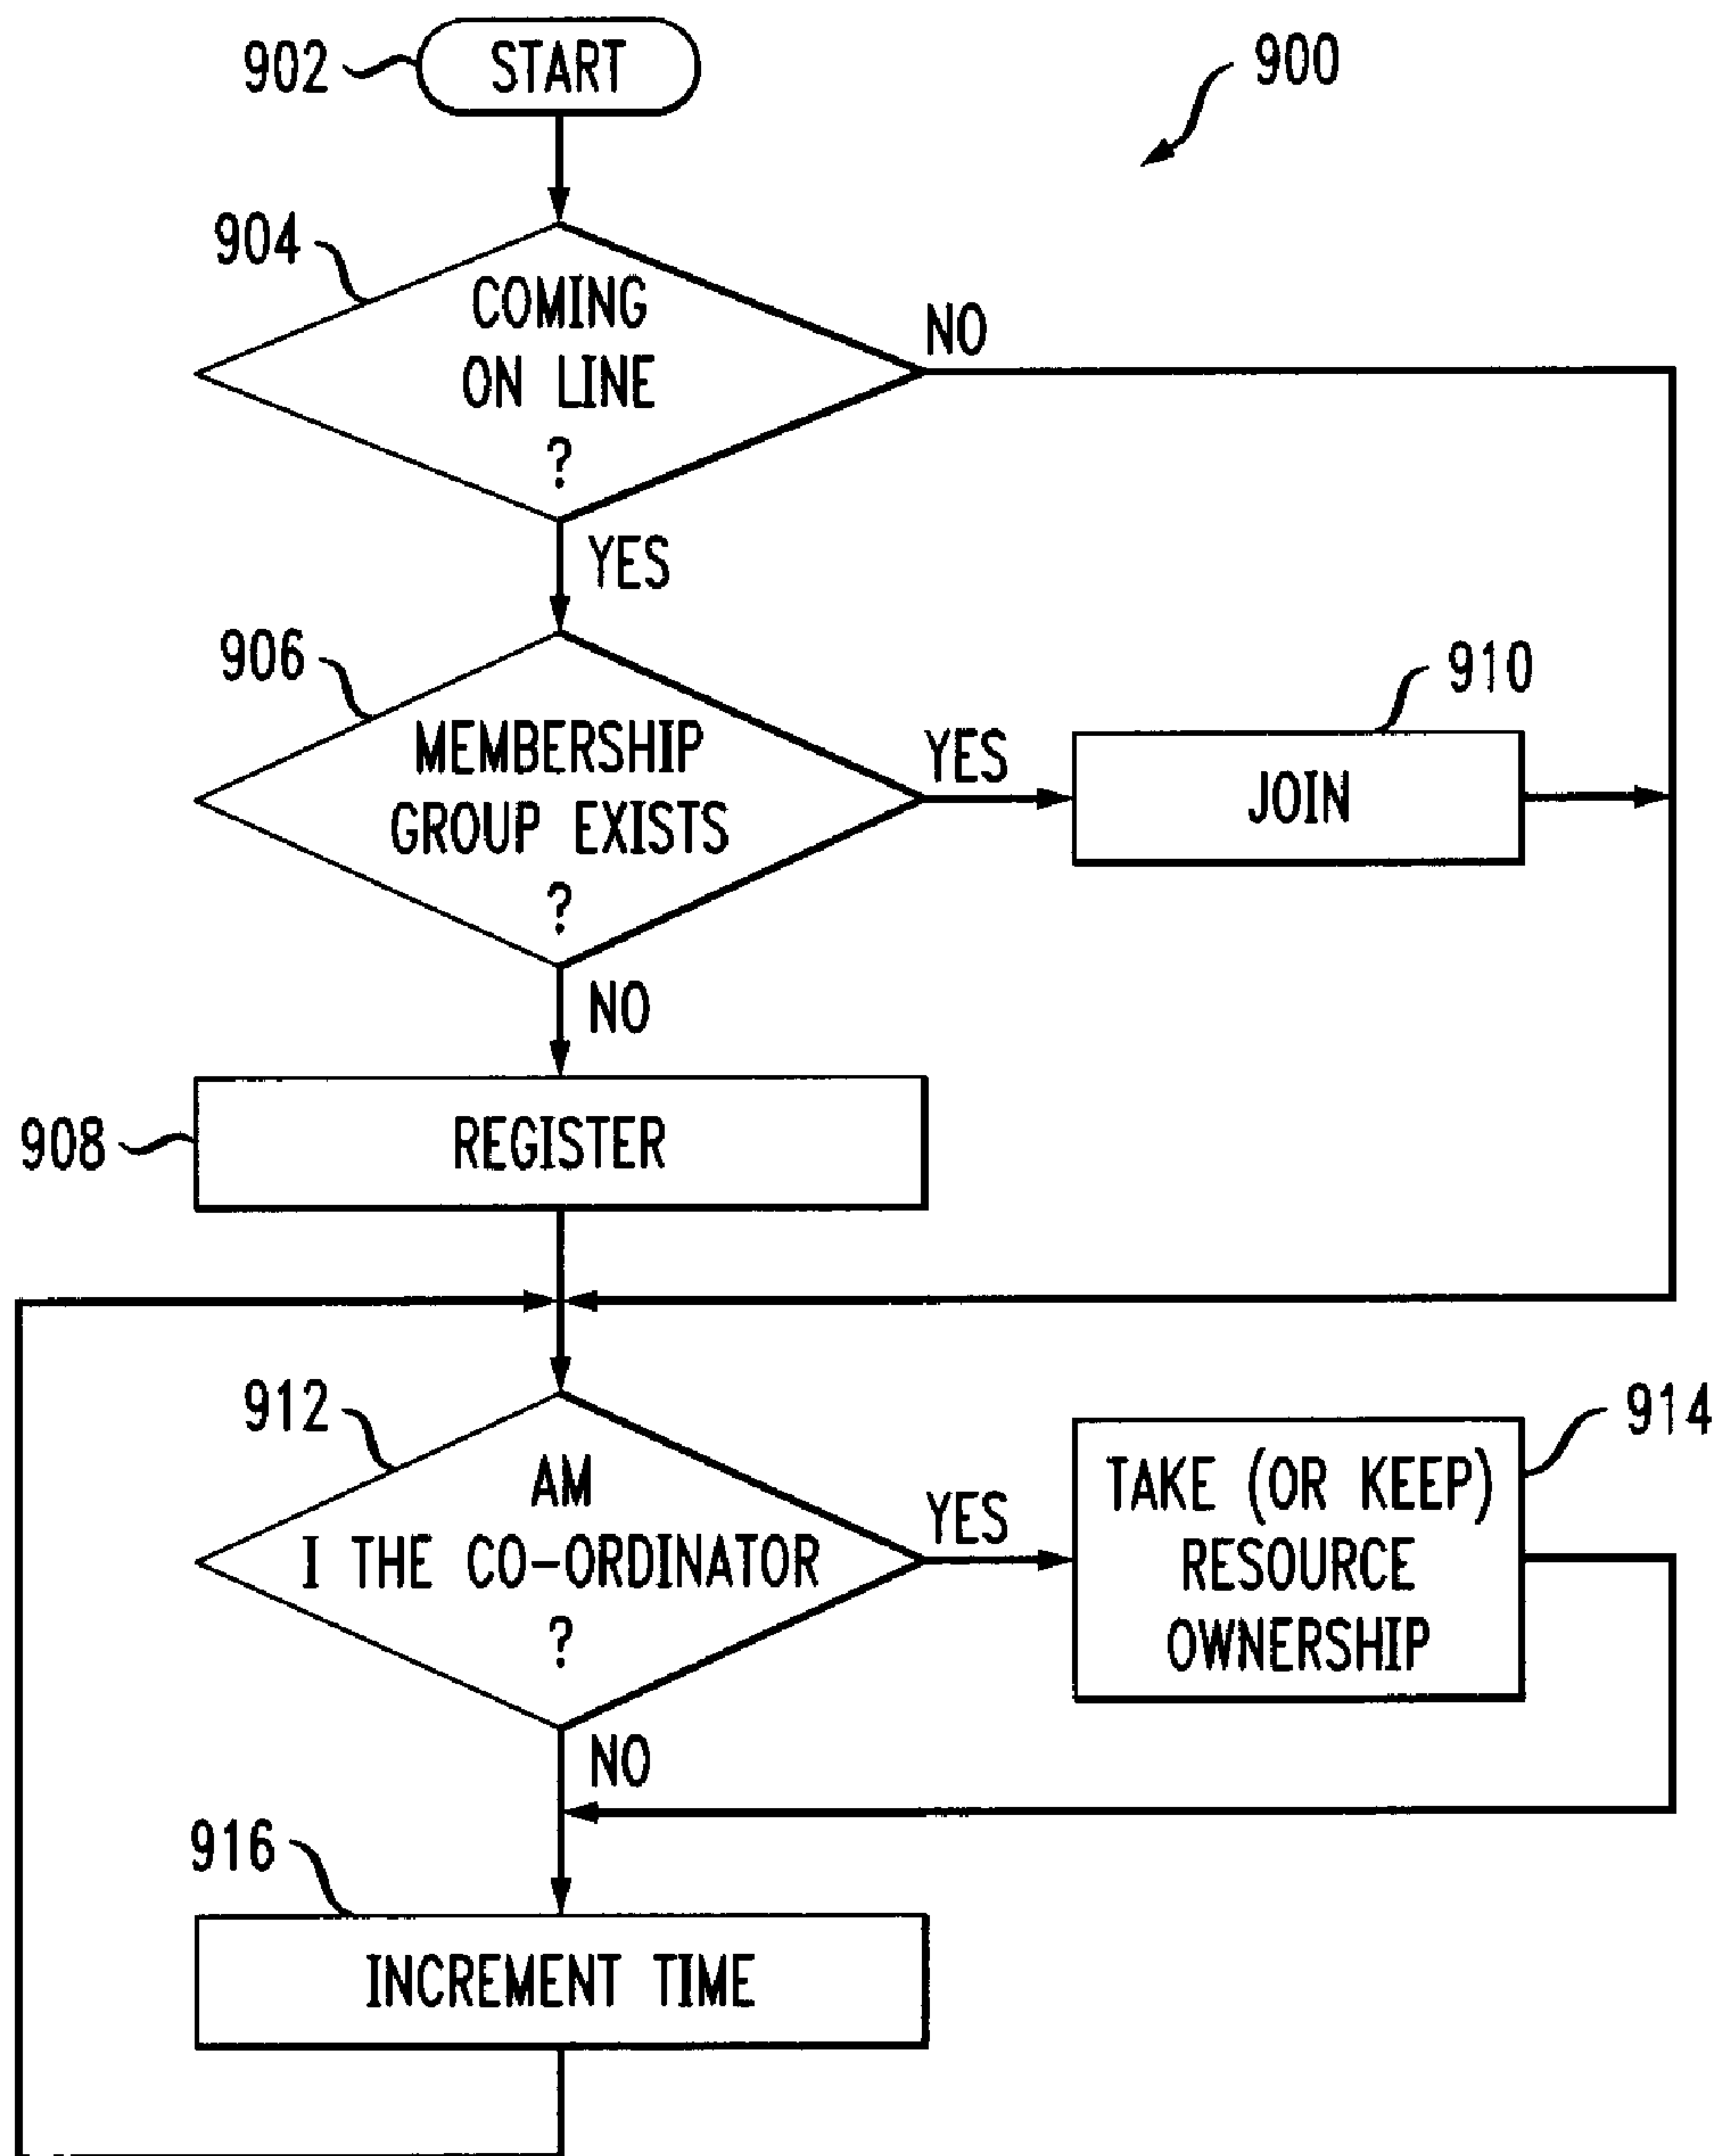 902
START
900
904
COMING
ON LINE
?
NO
YES
906
MEMBERSHIP
GROUP EXISTS
?
YES
910
JOIN
NO
908
REGISTER
912
AM
I THE CO-ORDINATOR
?
YES
914
TAKE (OR KEEP)
RESOURCE
OWNERSHIP
NO
916
INCREMENT TIME